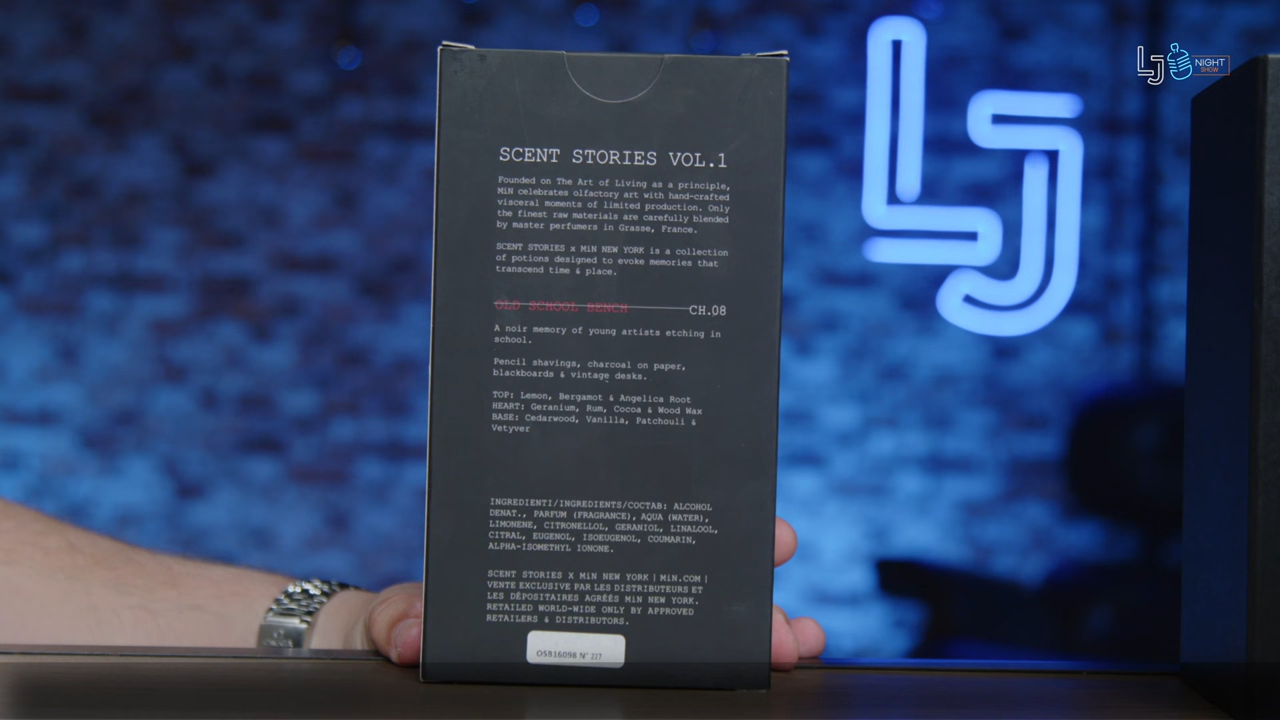 SCENT STORIES VOL.1
Founded on The Art of Living as a principle,
MiN celebrates olfactory art with hand-crafted
visceral moments of limited production. Only
the finest raw materials are carefully blended
by master perfumers in Grasse, France.
SCENT STORIES x MiN NEW YORK is a collection
of potions designed to evoke memories that
transcend time & place.
OLD SCHOOL BENCH CH.08
A noir memory of young artists etching in
school.
Pencil shavings, charcoal on paper,
blackboards & vintage desks.
TOP: Lemon, Bergamot & Angelica Root
HEART: Geranium, Rum, Cocoa & Wood Wax
BASE: Cedarwood, Vanilla, Patchouli &
Vetyver
INGREDIENTI/INGREDIENTS/COCTAB: ALCOHOL
DENAT., PARFUM (FRAGRANCE), AQUA (WATER),
LIMONENE, CITRONELLOL, GERANIOL, LINALOOL,
CITRAL, EUGENOL, ISOEUGENOL, COUMARIN,
ALPHA-ISOMETHYL IONONE.
SCENT STORIES X MiN NEW YORK | MiN.COM |
VENTE EXCLUSIVE PAR LES DISTRIBUTEURS ET
LES DÉPOSITAIRES AGRÉÉS MiN NEW YORK.
RETAILED WORLD-WIDE ONLY BY APPROVED
RETAILERS & DISTRIBUTORS.
OSB16098 N° 227
LJ
LJ NIGHT
SHOW